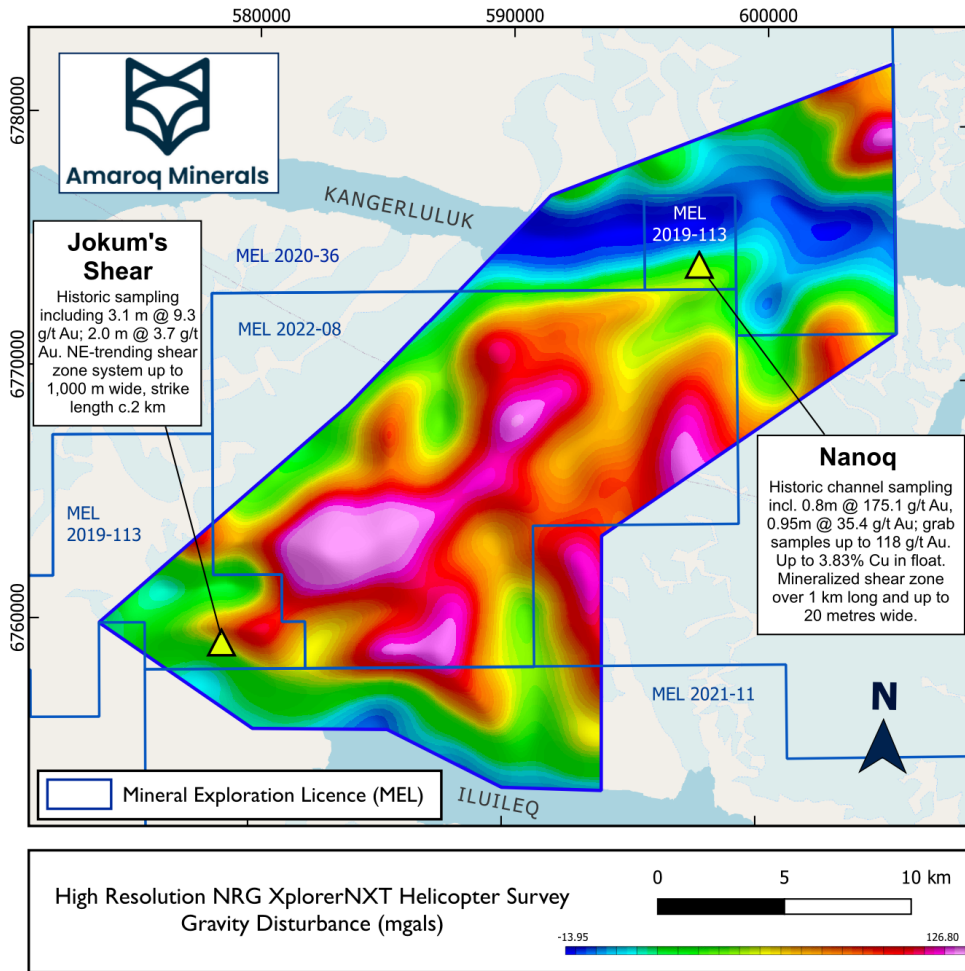 580000
590000
600000
6780000
6770000
6760000
Amaroq Minerals
KANGERLULUK
MEL
2019-113
Jokum's
Shear
Historic sampling
including 3.1 m @ 9.3
g/t Au; 2.0 m @ 3.7 g/t
Au. NE-trending shear
zone system up to
1,000 m wide, strike
length c.2 km
MEL 2020-36
MEL 2022-08
MEL
2019-113
Nanoq
Historic channel sampling
incl. 0.8m @ 175.1 g/t Au,
0.95m @ 35.4 g/t Au; grab
samples up to 118 g/t Au.
Up to 3.83% Cu in float.
Mineralized shear zone
over 1 km long and up to
20 metres wide.
MEL 2021-11
N
Mineral Exploration Licence (MEL)
ILUILEQ
High Resolution NRG XplorerNXT Helicopter Survey
Gravity Disturbance (mgals)
0 5 10 km
-13.95 126.80